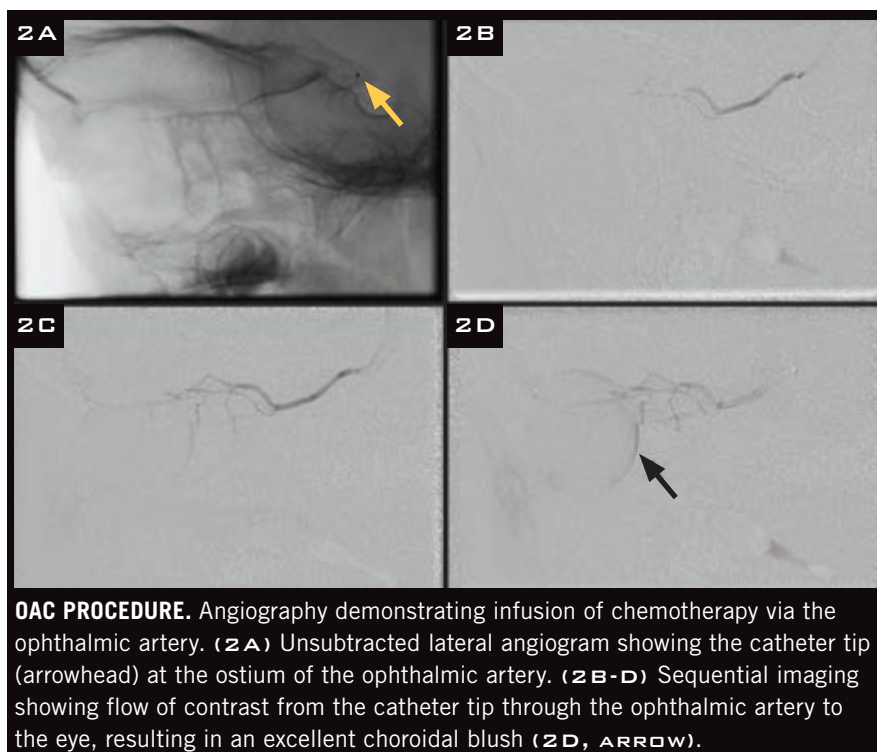 2A
2B
2C
2D
OAC PROCEDURE. Angiography demonstrating infusion of chemotherapy via the
ophthalmic artery. (2A) Unsubtracted lateral angiogram showing the catheter tip
(arrowhead) at the ostium of the ophthalmic artery. (2B-D) Sequential imaging
showing flow of contrast from the catheter tip through the ophthalmic artery to
the eye, resulting in an excellent choroidal blush (2D, ARROW).